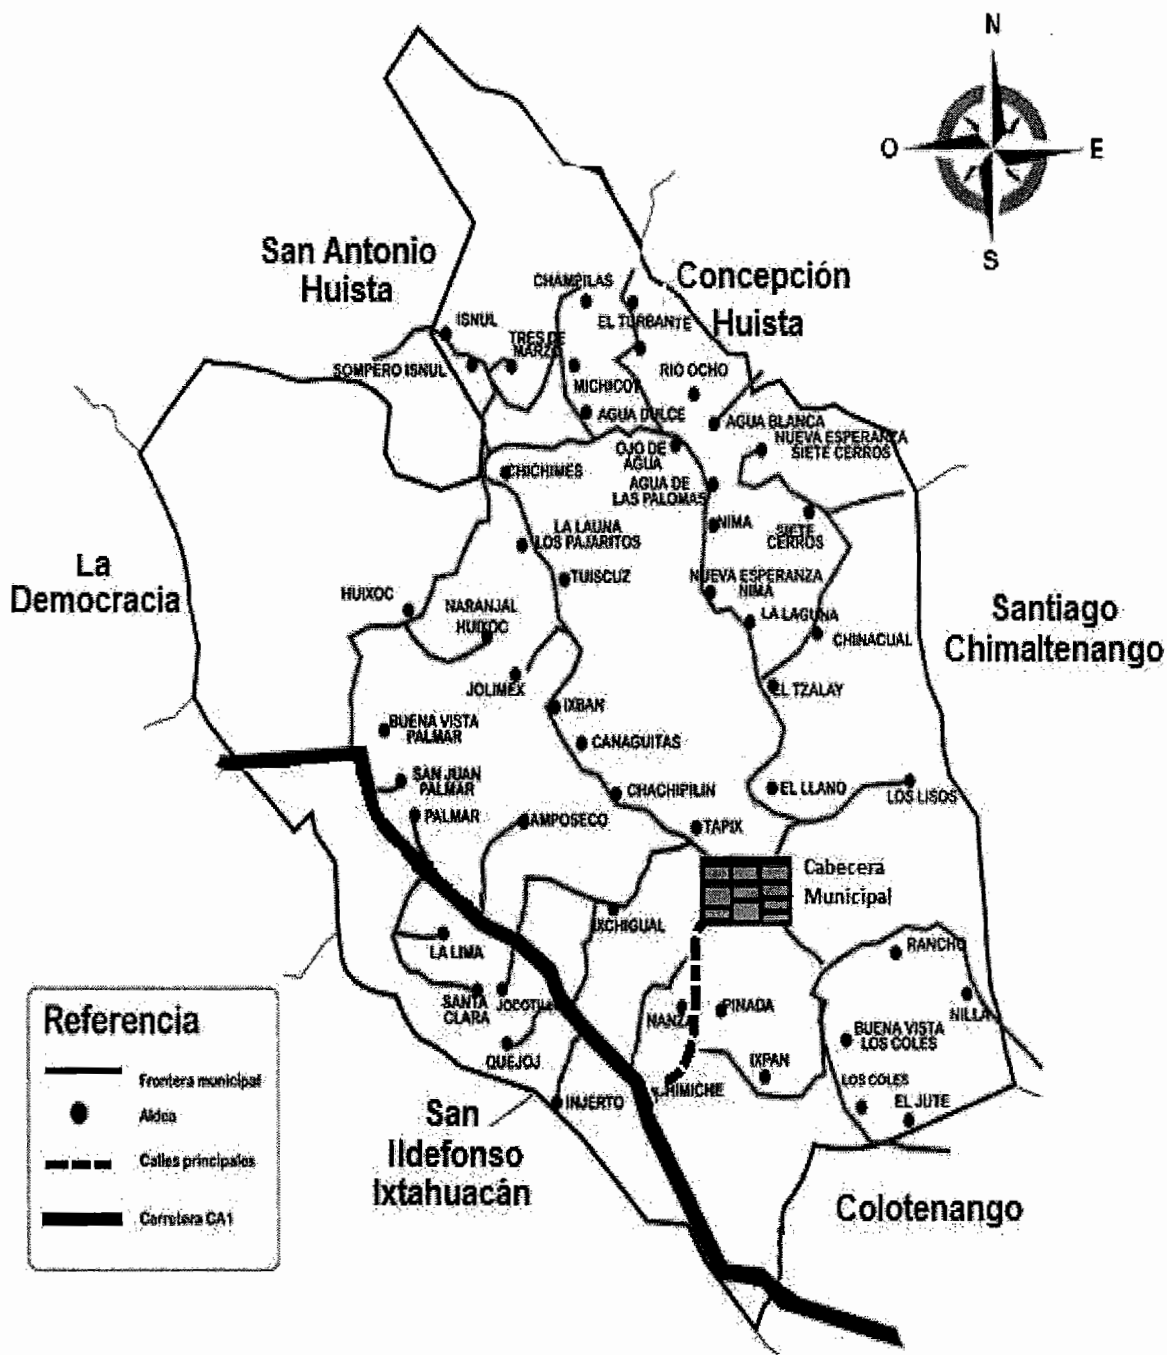 N
O
E
S
San Antonio
Huista
Concepción
Huista
CHAMPILAS
EL TURBANTE
ISNUL
TRES DE
MARZO
SOMPERO ISNUL
MICHICOY
RIO OCHO
AGUA DULCE
AGUA BLANCA
NUEVA ESPERANZA
SIETE CERROS
OJO DE
AGUA
CHICHIMES
AGUA DE
LAS PALOMAS
NIMA
SIETE
CERROS
LA LAUNA
LOS PAJARITOS
La
Democracia
TUISCUZ
NUEVA ESPERANZA
NIMA
HUIXOC
NARANJAL
HUIXOC
LA LAGUNA
CHINACUAL
Santiago
Chimaltenango
JOLIMEX
EL TZALAY
IXBAN
BUENA VISTA
PALMAR
CANAGUITAS
SAN JUAN
PALMAR
CHACHIPILIN
EL LLANO
LOS LISOS
PALMAR
AMPOSECO
TAPIX
Cabecera
Municipal
IXCHIGUAL
LA LIMA
RANCHO
SANTA
CLARA
NANZA
PINADA
NILLA
BUENA VISTA
LOS COLES
QUEJOJ
IXPAN
LOS COLES
CHIMICHE
INJERTO
EL JUTE
San
Ildefonso
Ixtahuacán
Colotenango
Referencia
Frontera municipal
Aldea
Calles principales
Carretera CA1